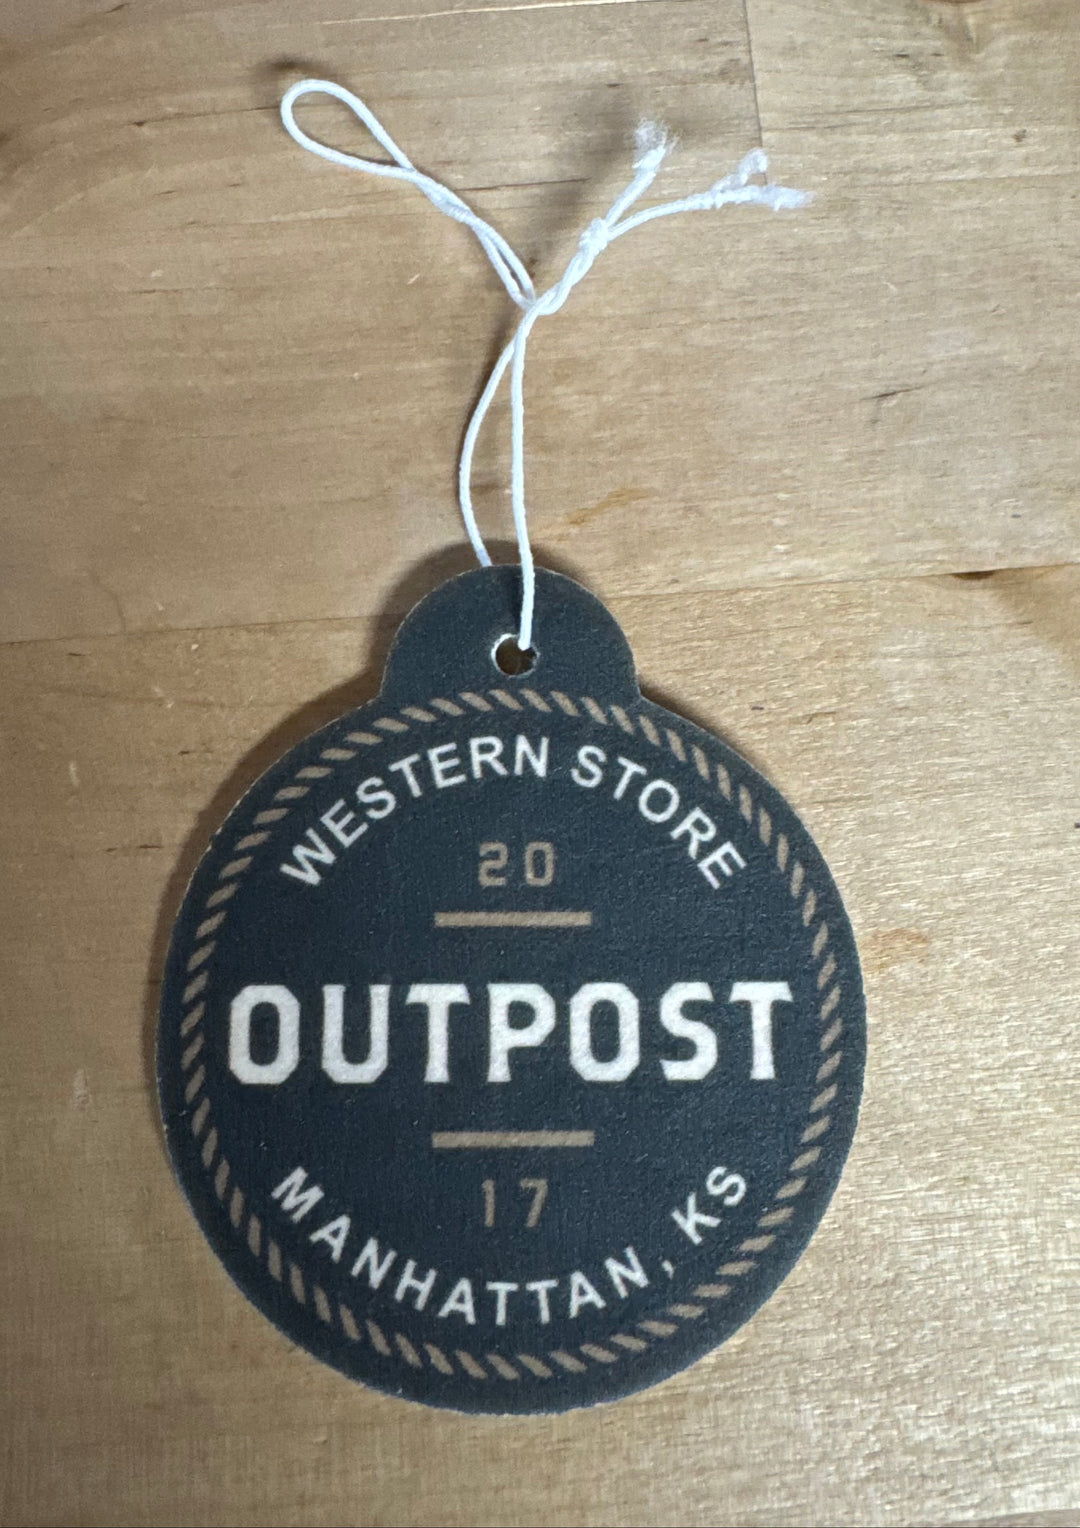 WESTERN STORE
20
OUTPOST
17
MANHATTAN, KS